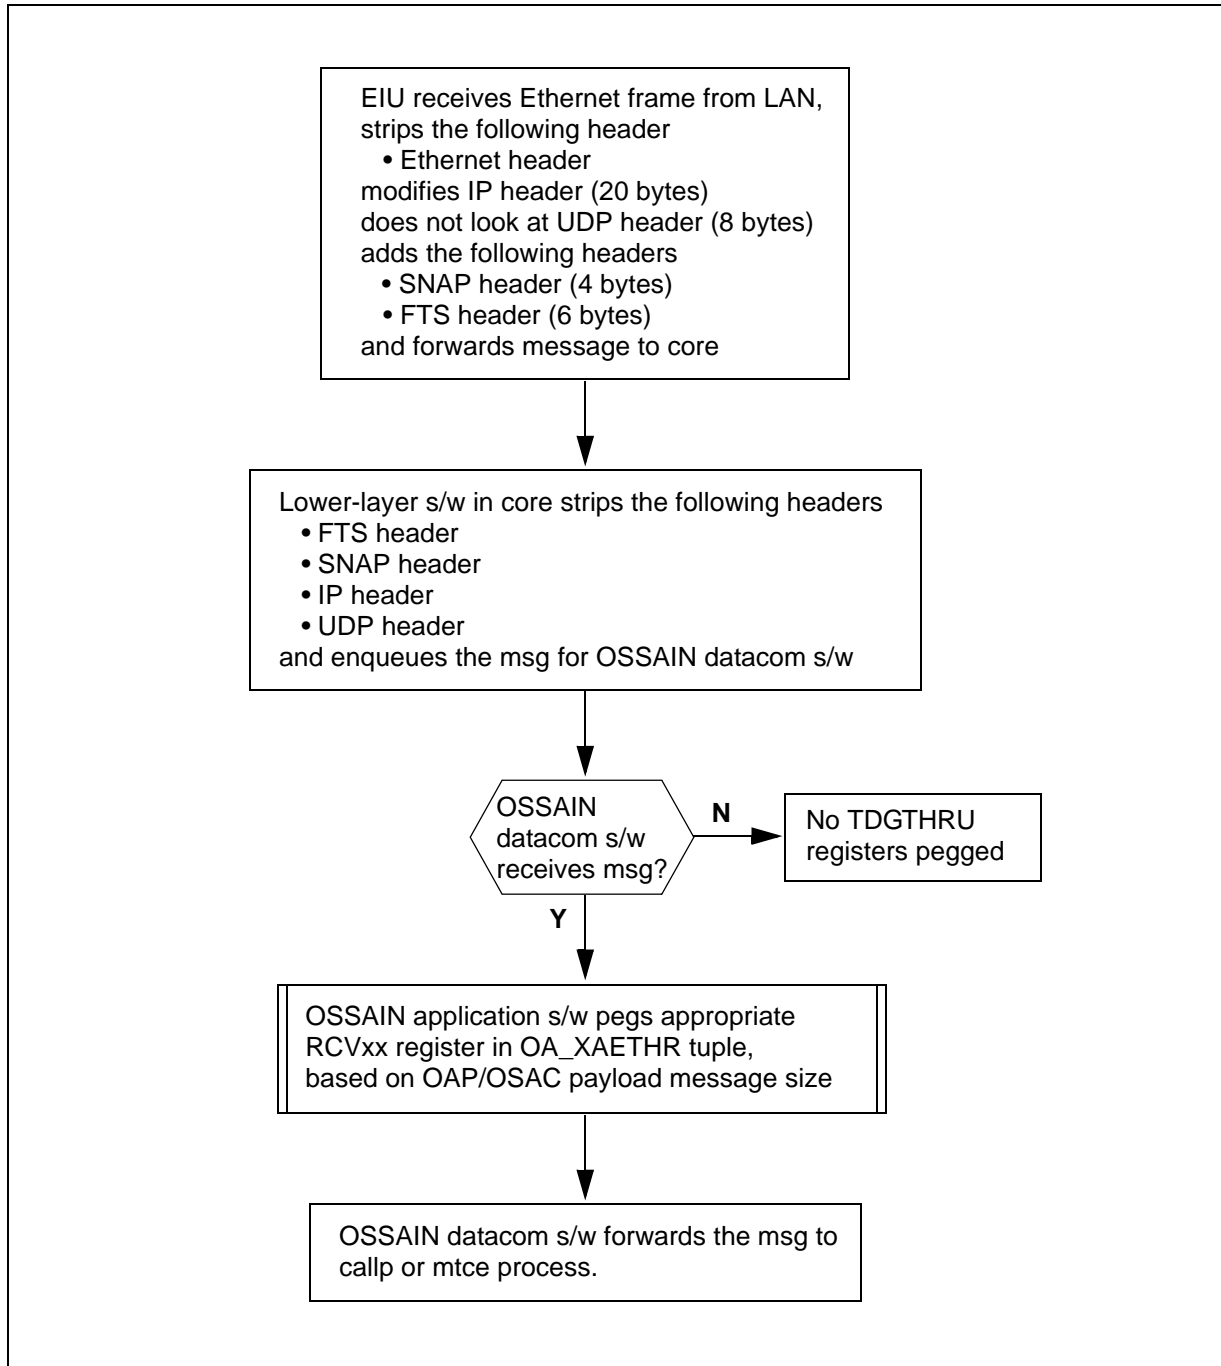 EIU receives Ethernet frame from LAN,
strips the following header
• Ethernet header
modifies IP header (20 bytes)
does not look at UDP header (8 bytes)
adds the following headers
• SNAP header (4 bytes)
• FTS header (6 bytes)
and forwards message to core
Lower-layer s/w in core strips the following headers
• FTS header
• SNAP header
• IP header
• UDP header
and enqueues the msg for OSSAIN datacom s/w
OSSAIN
datacom s/w
receives msg?
N
No TDGTHRU
registers pegged
Y
OSSAIN application s/w pegs appropriate
RCVxx register in OA_XAETHR tuple,
based on OAP/OSAC payload message size
OSSAIN datacom s/w forwards the msg to
callp or mtce process.